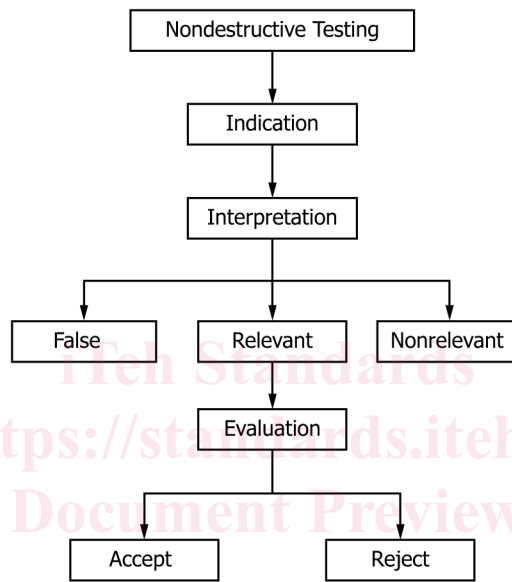 Nondestructive Testing
Indication
Interpretation
False Relevant Nonrelevant
iTeh Standards
Evaluation
tps://standards.iteh
Document Preview
Accept Reject